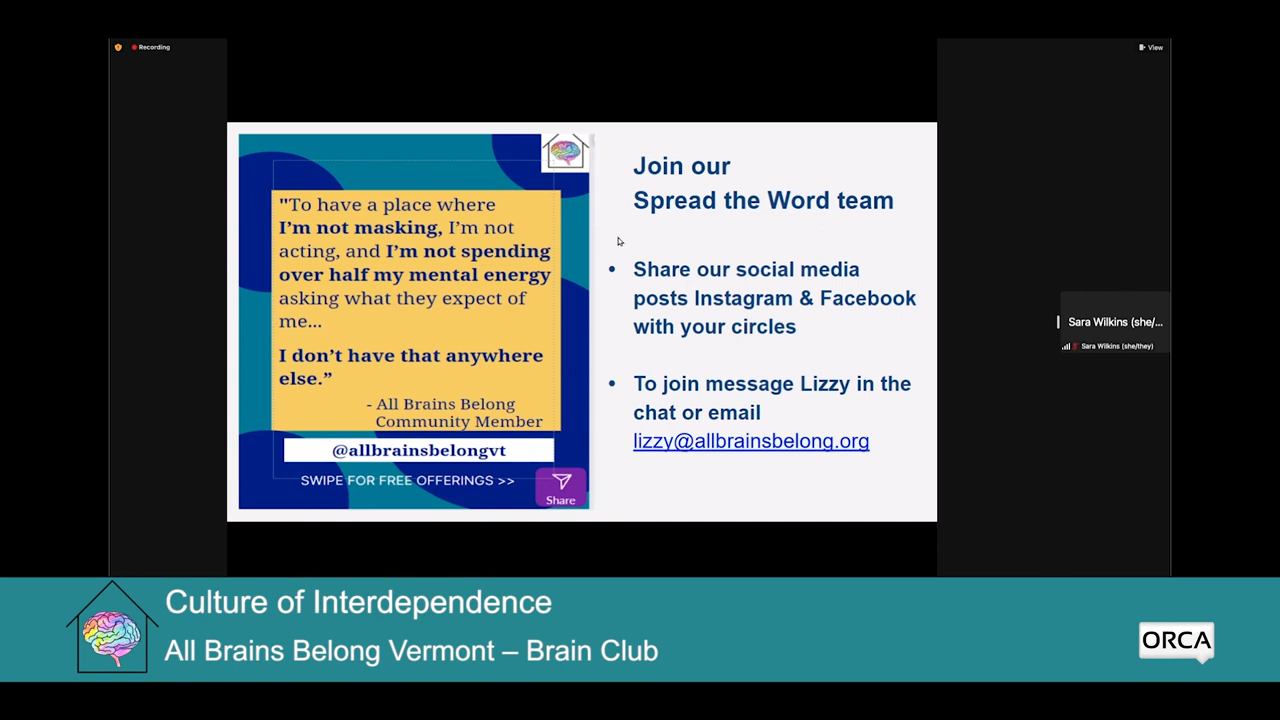 Recording
View
"To have a place where
I'm not masking, I'm not
acting, and I'm not spending
over half my mental energy
asking what they expect of
me...
I don't have that anywhere
else.”
- All Brains Belong
Community Member
@allbrainsbelongvt
SWIPE FOR FREE OFFERINGS >>
Share
Join our
Spread the Word team
• Share our social media
posts Instagram & Facebook
with your circles
• To join message Lizzy in the
chat or email
lizzy@allbrainsbelong.org
Sara Wilkins (she/...
Sara Wilkins (she/they)
Culture of Interdependence
All Brains Belong Vermont – Brain Club
ORCA